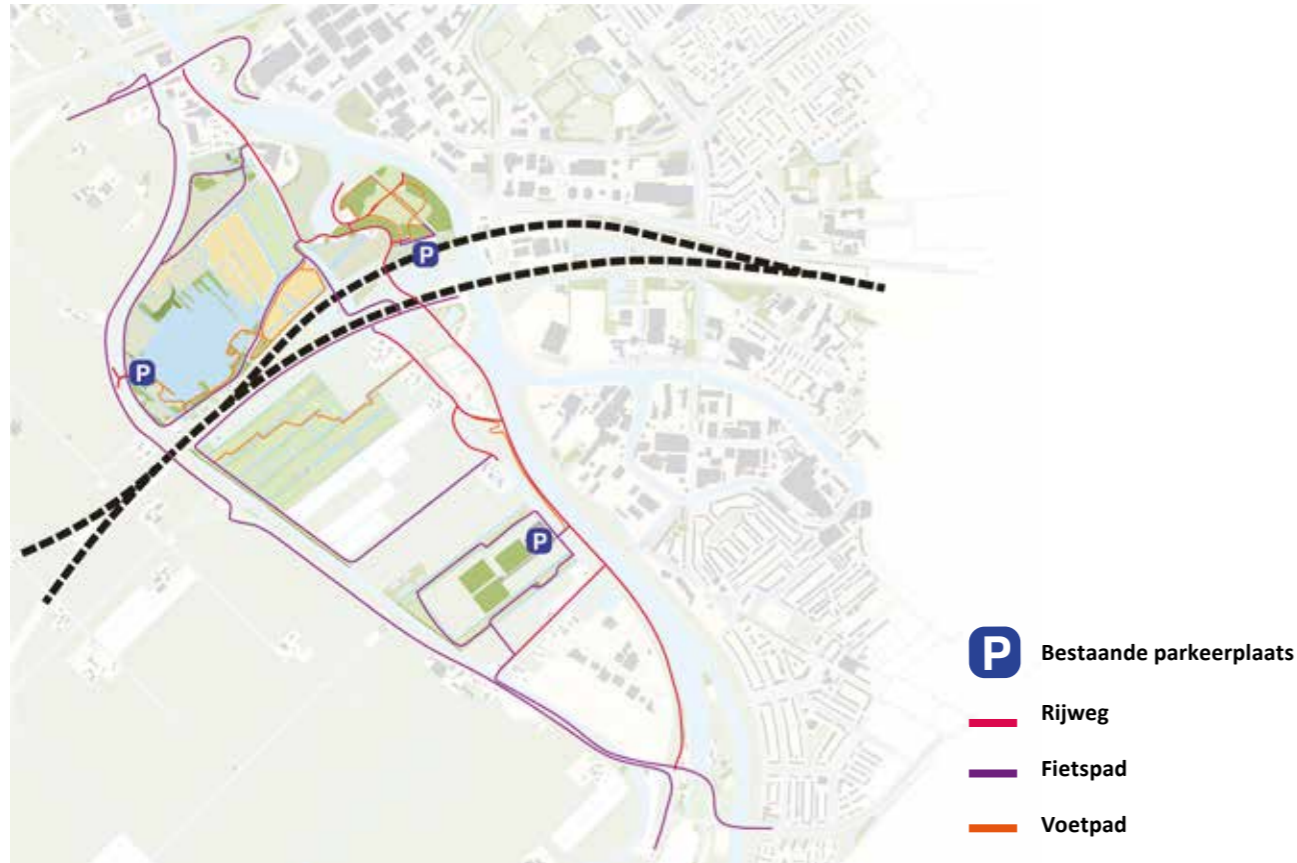 P
P
P
P
Bestaande parkeerplaats
Rijweg
Fietspad
Voetpad